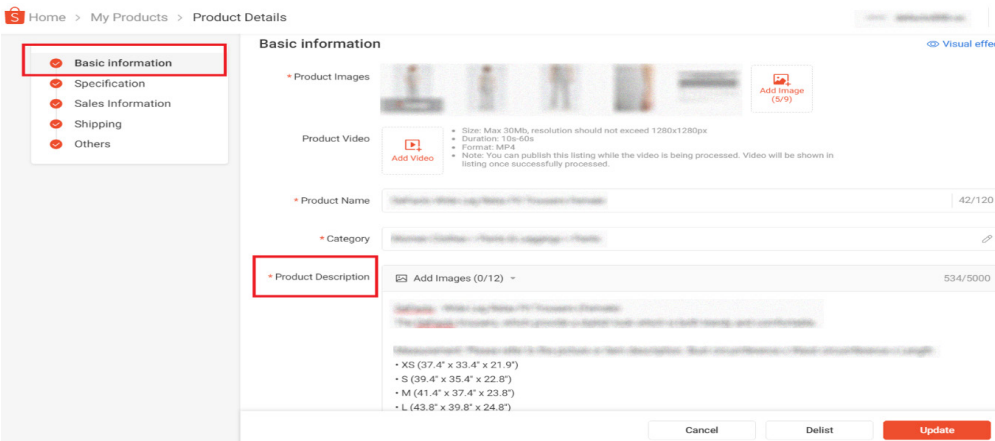 S Home > My Products > Product Details
Basic information
Specification
Sales Information
Shipping
Others
Basic information
Visual effe
* Product Images
Add Image
(5/9)
Product Video
Add Video
• Size: Max 30Mb, resolution should not exceed 1280x1280px
• Duration: 10s-60s
• Format: MP4
• Note: You can publish this listing while the video is being processed. Video will be shown in
listing once successfully processed.
* Product Name
42/120
* Category
* Product Description
Add Images (0/12)
534/5000
• XS (37.4" x 33.4" x 21.9")
• S (39.4" x 35.4" x 22.8")
• M (41.4" x 37.4" x 23.8")
• L (43.8" x 39.8" x 24.8")
Cancel
Delist
Update